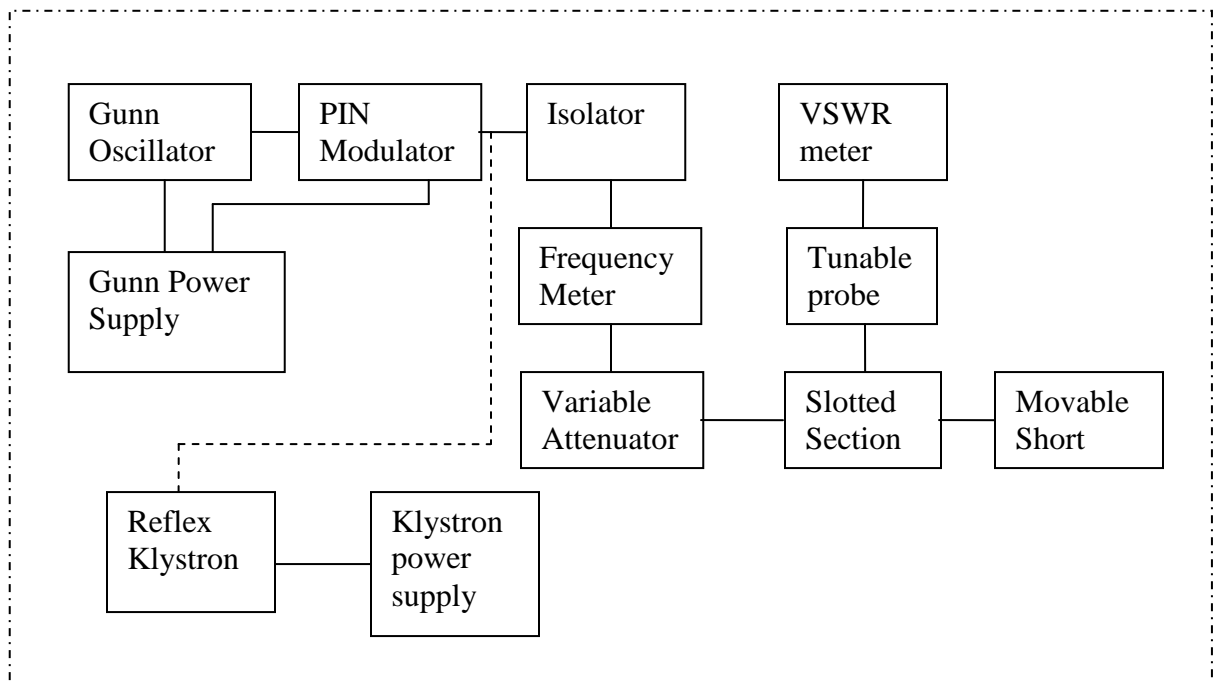 Gunn
Oscillator
PIN
Modulator
Isolator
VSWR
meter
Gunn Power
Supply
Frequency
Meter
Tunable
probe
Variable
Attenuator
Slotted
Section
Movable
Short
Reflex
Klystron
Klystron
power
supply